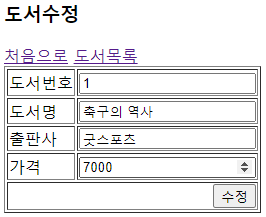 도서수정
처음으로 도서목록
도서번호 1
도서명 축구의 역사
출판사 굿스포츠
가격 7000
수정